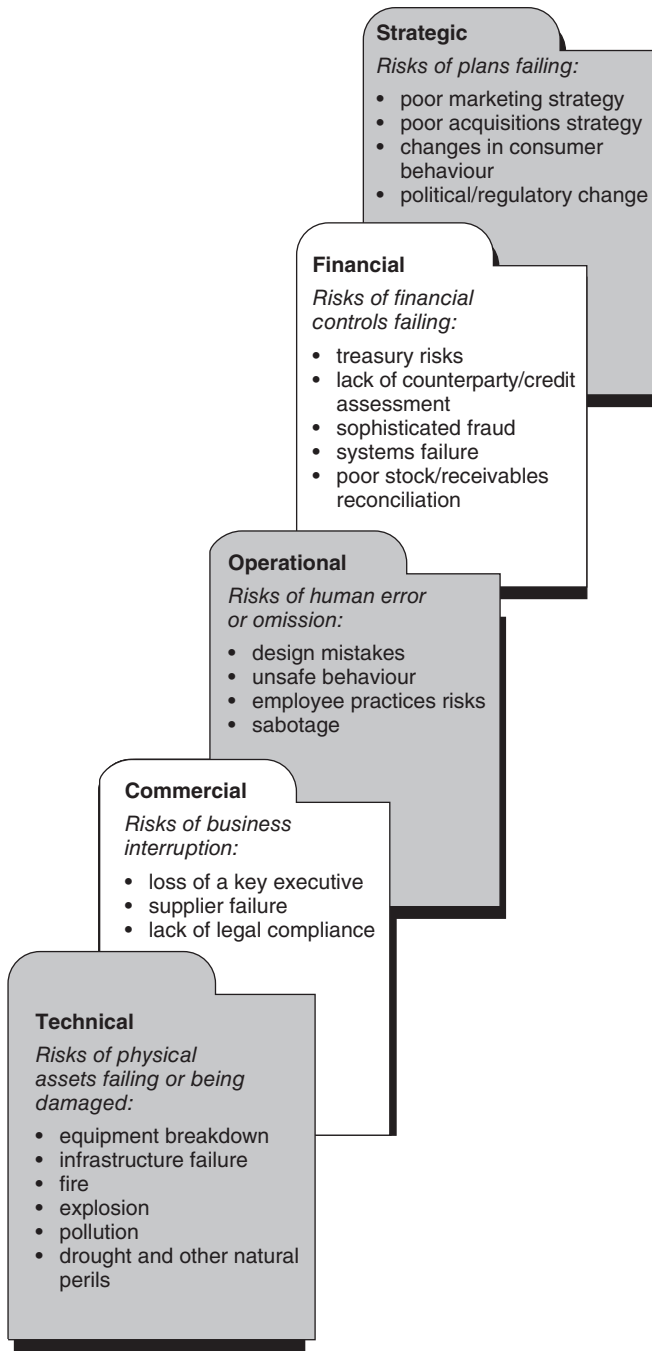 Strategic
Risks of plans failing:
• poor marketing strategy
• poor acquisitions strategy
• changes in consumer
behaviour
• political/regulatory change
Financial
Risks of financial
controls failing:
• treasury risks
• lack of counterparty/credit
assessment
• sophisticated fraud
• systems failure
• poor stock/receivables
reconciliation
Operational
Risks of human error
or omission:
• design mistakes
• unsafe behaviour
• employee practices risks
• sabotage
Commercial
Risks of business
interruption:
• loss of a key executive
• supplier failure
• lack of legal compliance
Technical
Risks of physical
assets failing or being
damaged:
• equipment breakdown
• infrastructure failure
• fire
• explosion
• pollution
• drought and other natural
perils